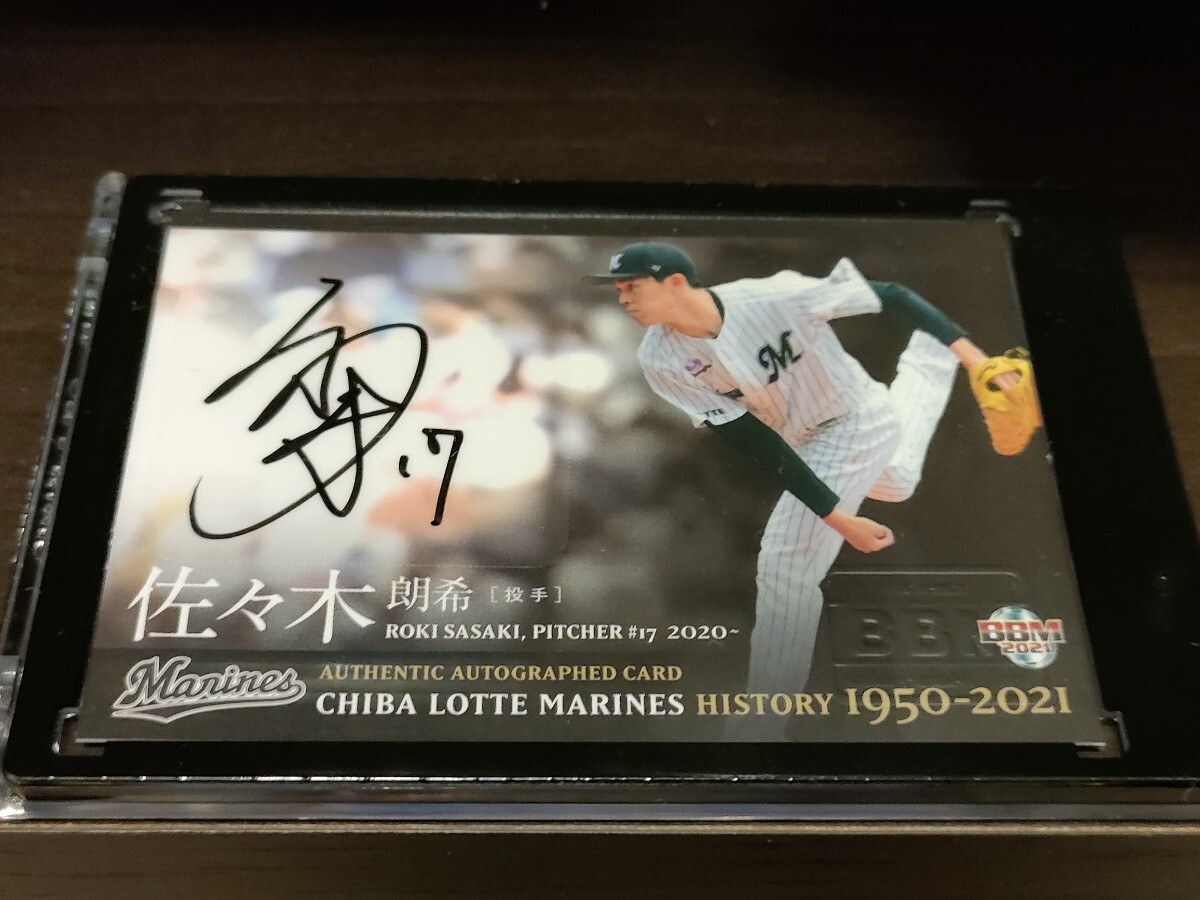 M
.17
佐々木 朗希 [投手]
ROKI SASAKI, PITCHER #17 2020~
BBM
BBM
2021
Marines
AUTHENTIC AUTOGRAPHED CARD
CHIBA LOTTE MARINES HISTORY 1950-2021